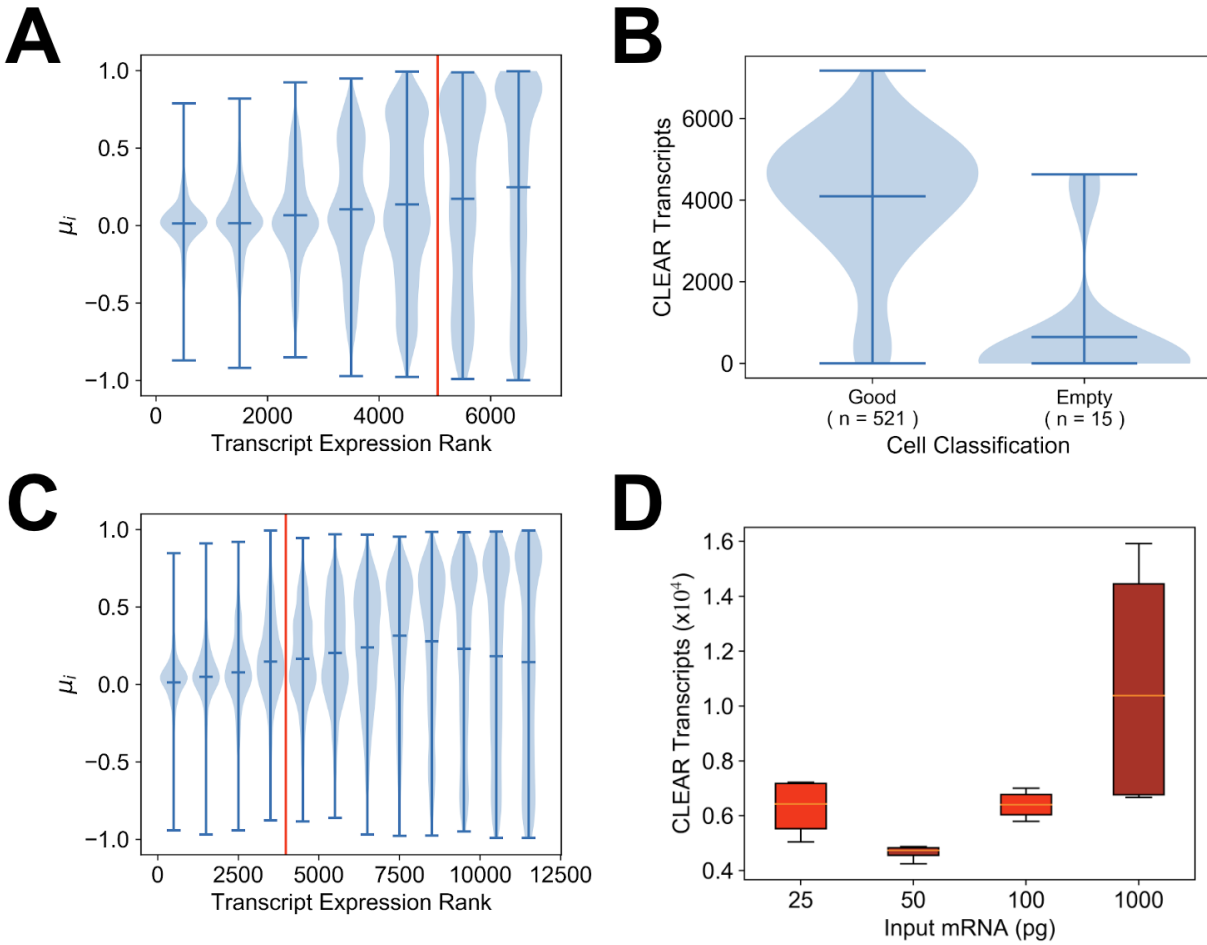 A
1.0
0.5
0.0
−0.5
−1.0
μi
0 2000 4000 6000
Transcript Expression Rank
B
6000
4000
2000
0
CLEAR Transcripts
Good Empty
( n = 521) ( n = 15)
Cell Classification
C
1.0
0.5
0.0
−0.5
−1.0
μi
0 2500 5000 7500 10000 12500
Transcript Expression Rank
D
1.6
1.4
1.2
1.0
0.8
0.6
0.4
CLEAR Transcripts (x10⁴)
25 50 100 1000
Input mRNA (pg)